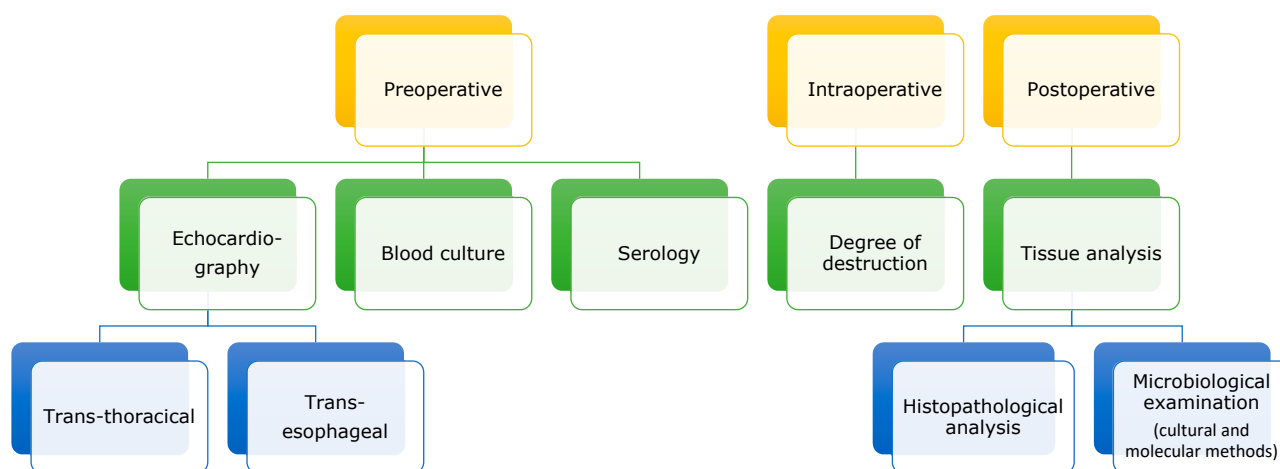 Preoperative
Intraoperative
Postoperative
Echocardio-
graphy
Blood culture
Serology
Degree of
destruction
Tissue analysis
Trans-thoracical
Trans-
esophageal
Histopathological
analysis
Microbiological
examination
(cultural and
molecular methods)